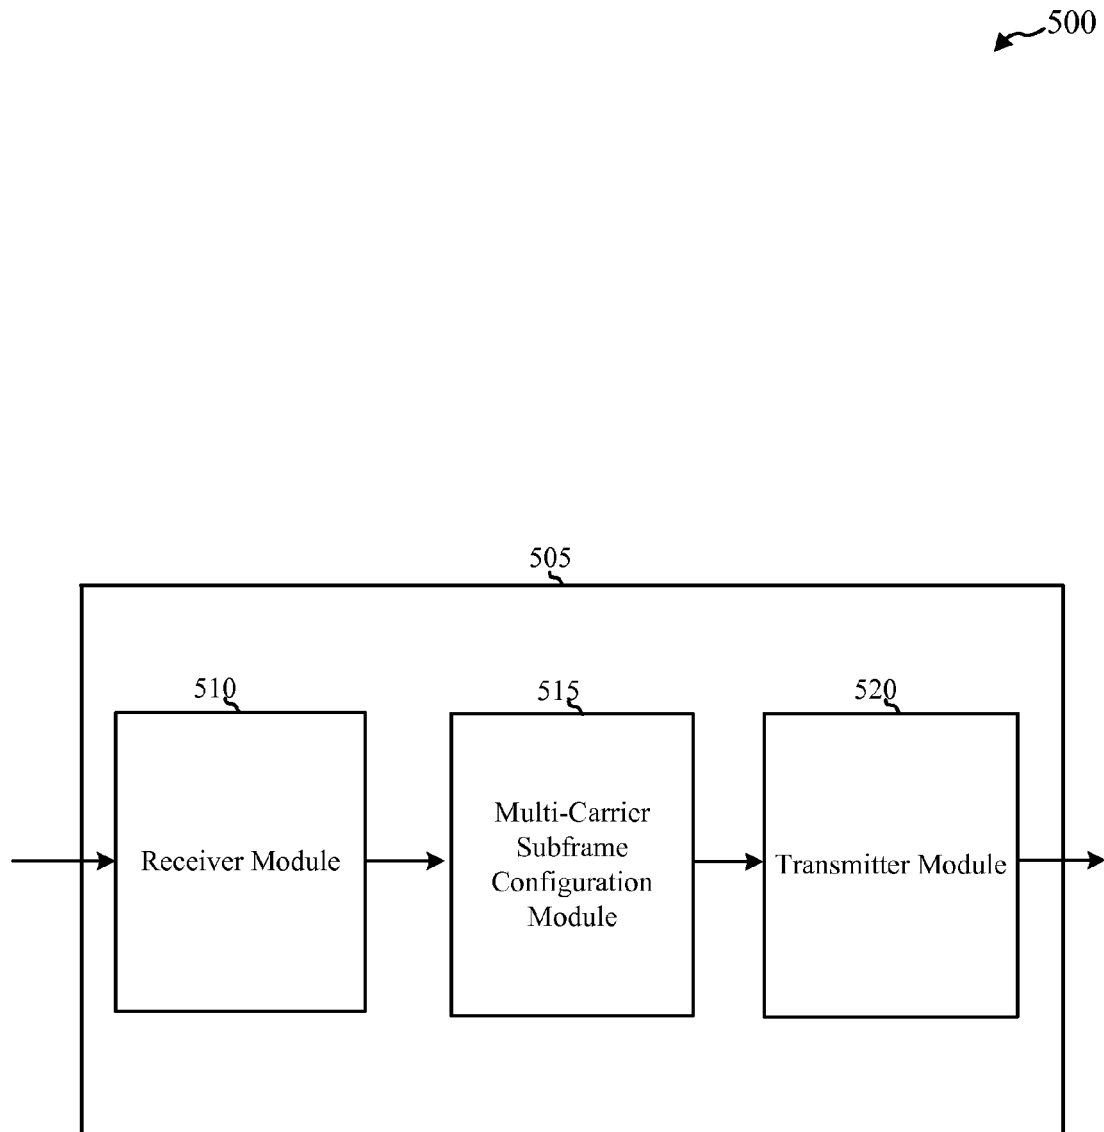 500
505
510
515
520
Receiver Module
Multi-Carrier
Subframe
Configuration
Module
Transmitter Module